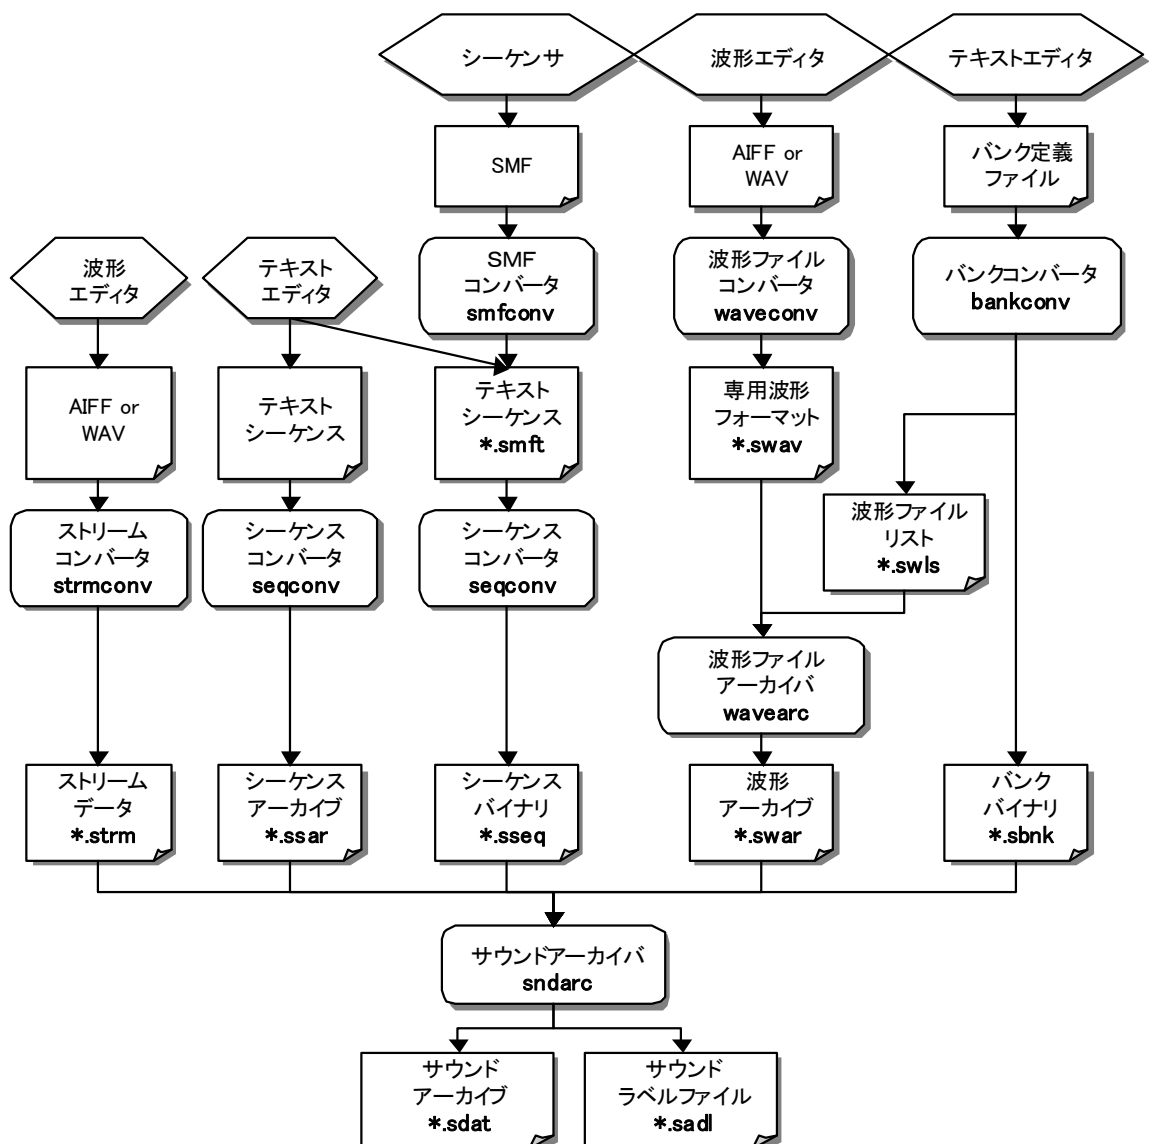 シーケンサ
波形エディタ
テキストエディタ
SMF
AIFF or
WAV
バンク定義
ファイル
波形
エディタ
テキスト
エディタ
SMF
コンバータ
smfconv
波形ファイル
コンバータ
waveconv
バンクコンバータ
bankconv
AIFF or
WAV
テキスト
シーケンス
テキスト
シーケンス
*.smft
専用波形
フォーマット
*.swav
波形ファイル
リスト
*.swls
ストリーム
コンバータ
strmconv
シーケンス
コンバータ
seqconv
シーケンス
コンバータ
seqconv
波形ファイル
アーカイバ
wavearc
ストリーム
データ
*.strm
シーケンス
アーカイブ
*.ssar
シーケンス
バイナリ
*.sseq
波形
アーカイブ
*.swar
バンク
バイナリ
*.sbnk
サウンドアーカイバ
sndarc
サウンド
アーカイブ
*.sdat
サウンド
ラベルファイル
*.sadl